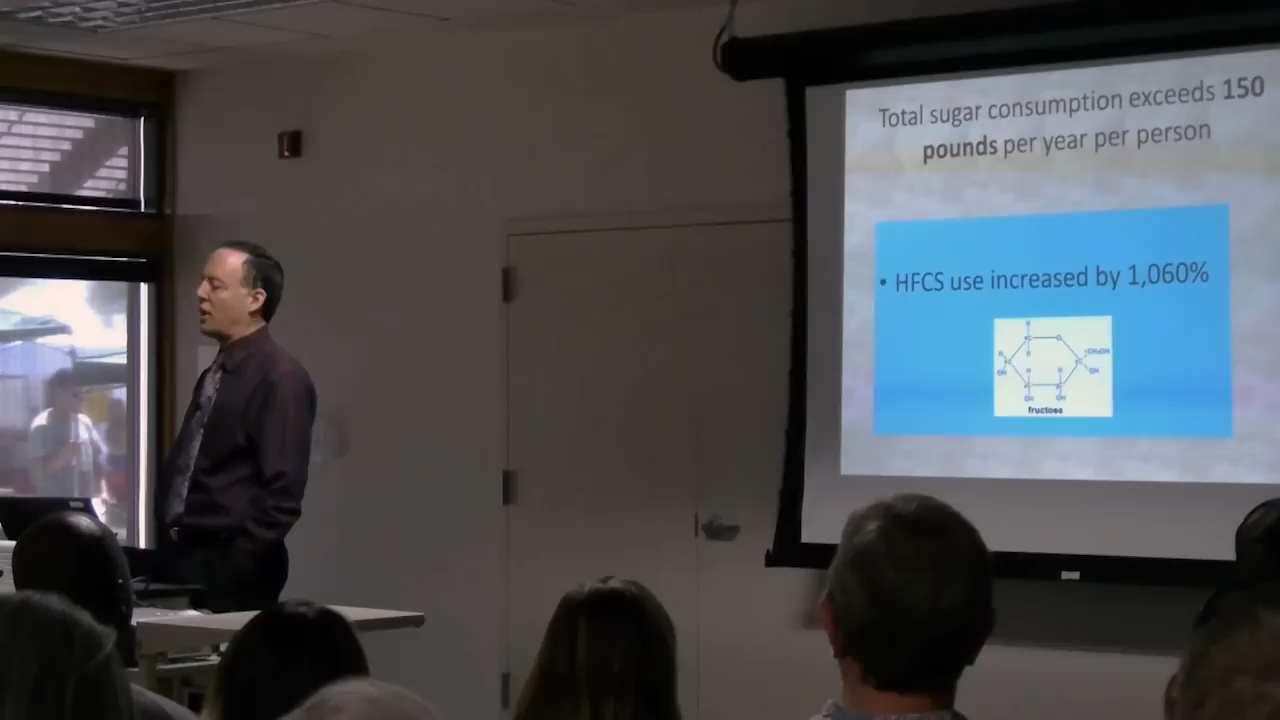 Total sugar consumption exceeds 150
pounds per year per person
• HFCS use increased by 1,060%
fructose